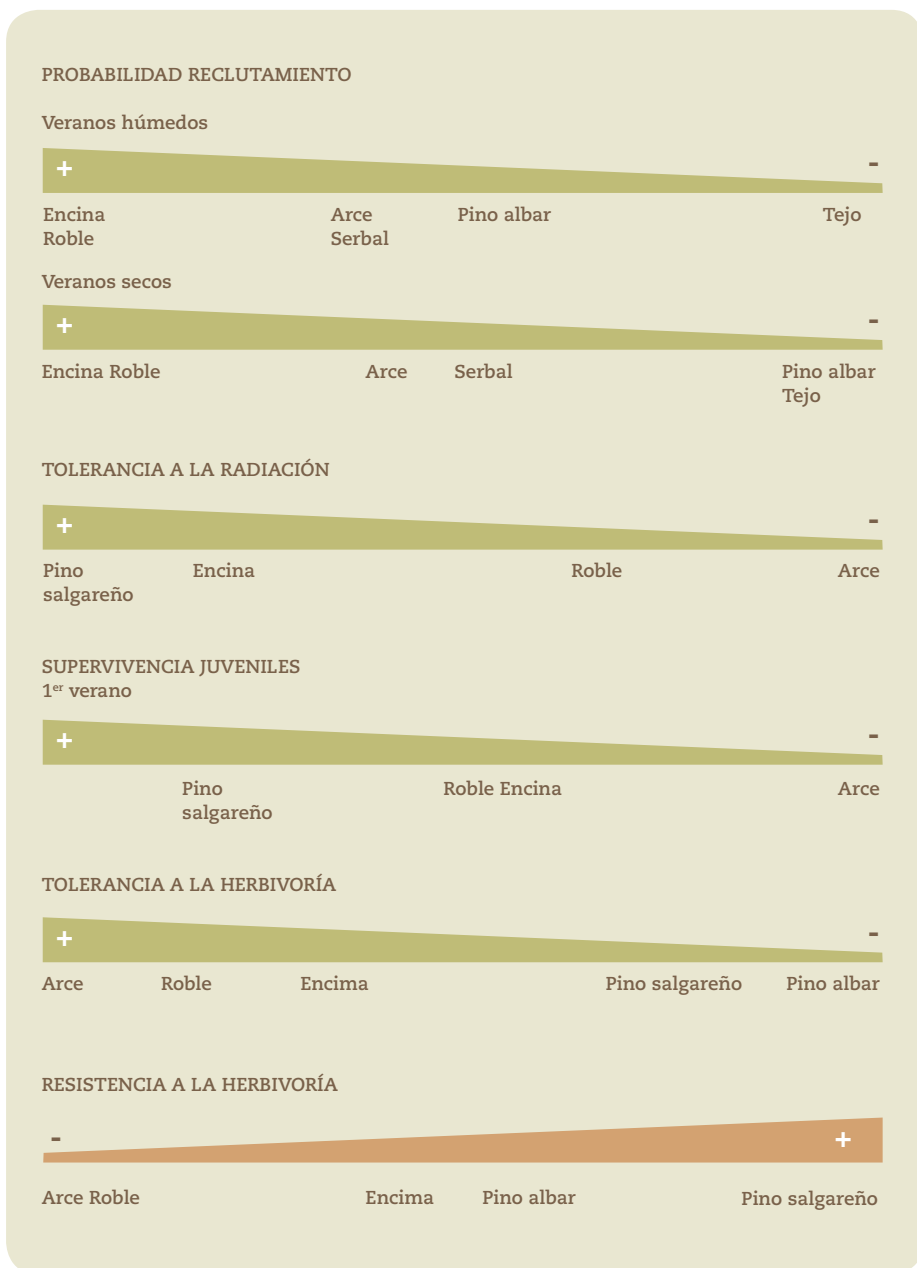 PROBABILIDAD RECLUTAMIENTO
Veranos húmedos
+ -
Encina Arce Pino albar Tejo
Roble Serbal
Veranos secos
+ -
Encina Roble Arce Serbal Pino albar
Tejo
TOLERANCIA A LA RADIACIÓN
+ -
Pino Encina Roble Arce
salgareño
SUPERVIVENCIA JUVENILES
1er verano
+ -
Pino Roble Encina Arce
salgareño
TOLERANCIA A LA HERBIVORÍA
+ -
Arce Roble Encima Pino salgareño Pino albar
RESISTENCIA A LA HERBIVORÍA
- +
Arce Roble Encima Pino albar Pino salgareño